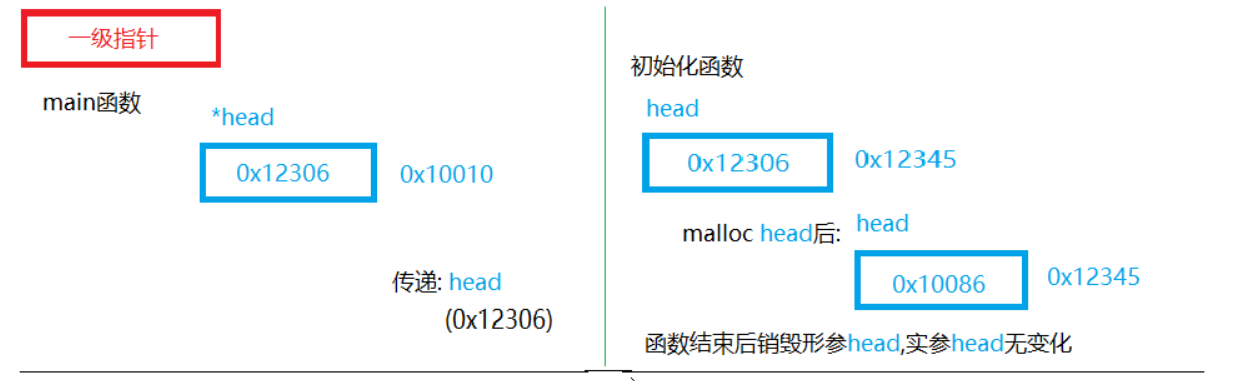 一级指针
main函数
*head
0x12306 0x10010
传递: head
(0x12306)
初始化函数
head
0x12306 0x12345
malloc head后: head
0x10086 0x12345
函数结束后销毁形参head,实参head无变化